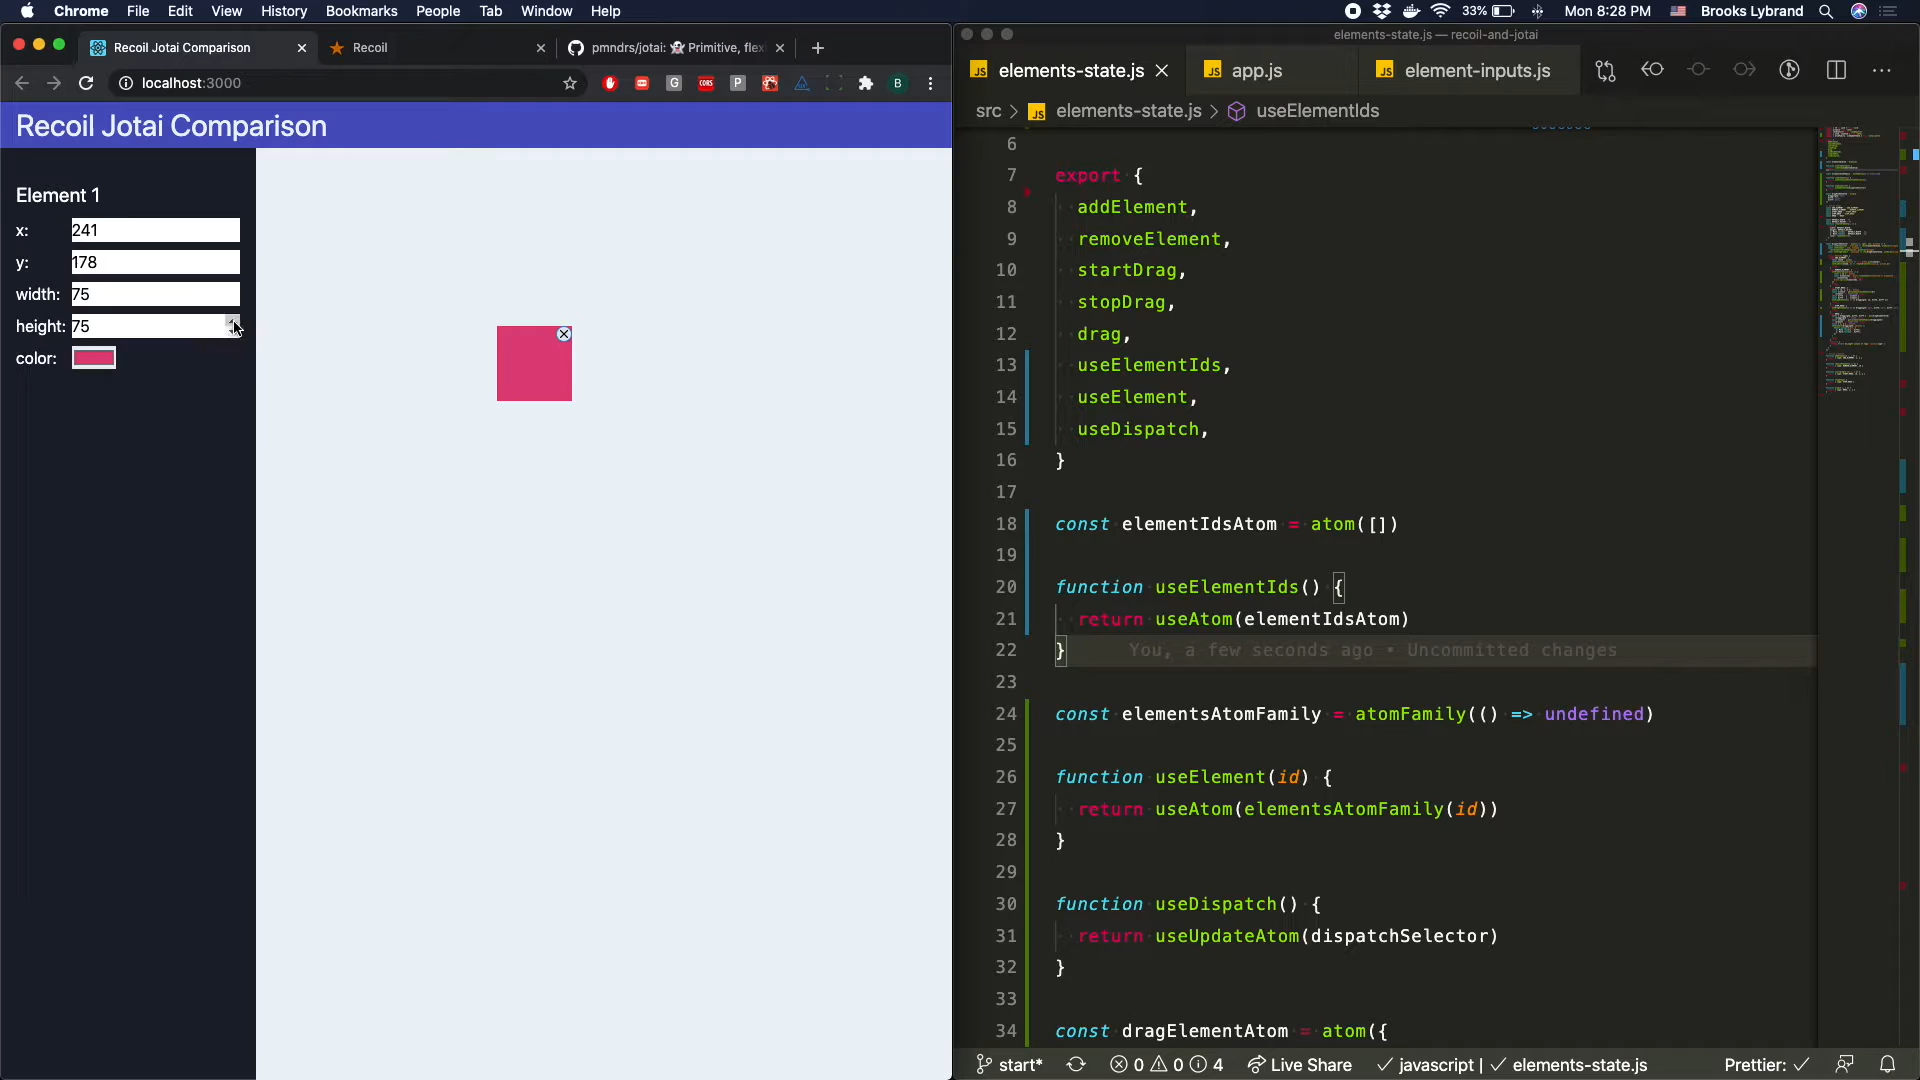 Chrome File Edit View History Bookmarks People Tab Window Help 33% Mon 8:28 PM Brooks Lybrand
Recoil Jotai Comparison
Recoil
pmndrs/jotai: 👻 Primitive, flexi
localhost:3000
Recoil Jotai Comparison
Element 1
x: 241
y: 178
width: 75
height: 75
color:
elements-state.js — recoil-and-jotai
JS elements-state.js
JS app.js
JS element-inputs.js
src > JS elements-state.js > useElementIds
6
7 export {
8 addElement,
9 removeElement,
10 startDrag,
11 stopDrag,
12 drag,
13 useElementIds,
14 useElement,
15 useDispatch,
16 }
17
18 const elementIdsAtom = atom([])
19
20 function useElementIds() {
21 return useAtom(elementIdsAtom)
22 } You, a few seconds ago • Uncommitted changes
23
24 const elementsAtomFamily = atomFamily(() => undefined)
25
26 function useElement(id) {
27 return useAtom(elementsAtomFamily(id))
28 }
29
30 function useDispatch() {
31 return useUpdateAtom(dispatchSelector)
32 }
33
34 const dragElementAtom = atom({
start* 0 0 4 Live Share ✓ javascript | ✓ elements-state.js Prettier: ✓